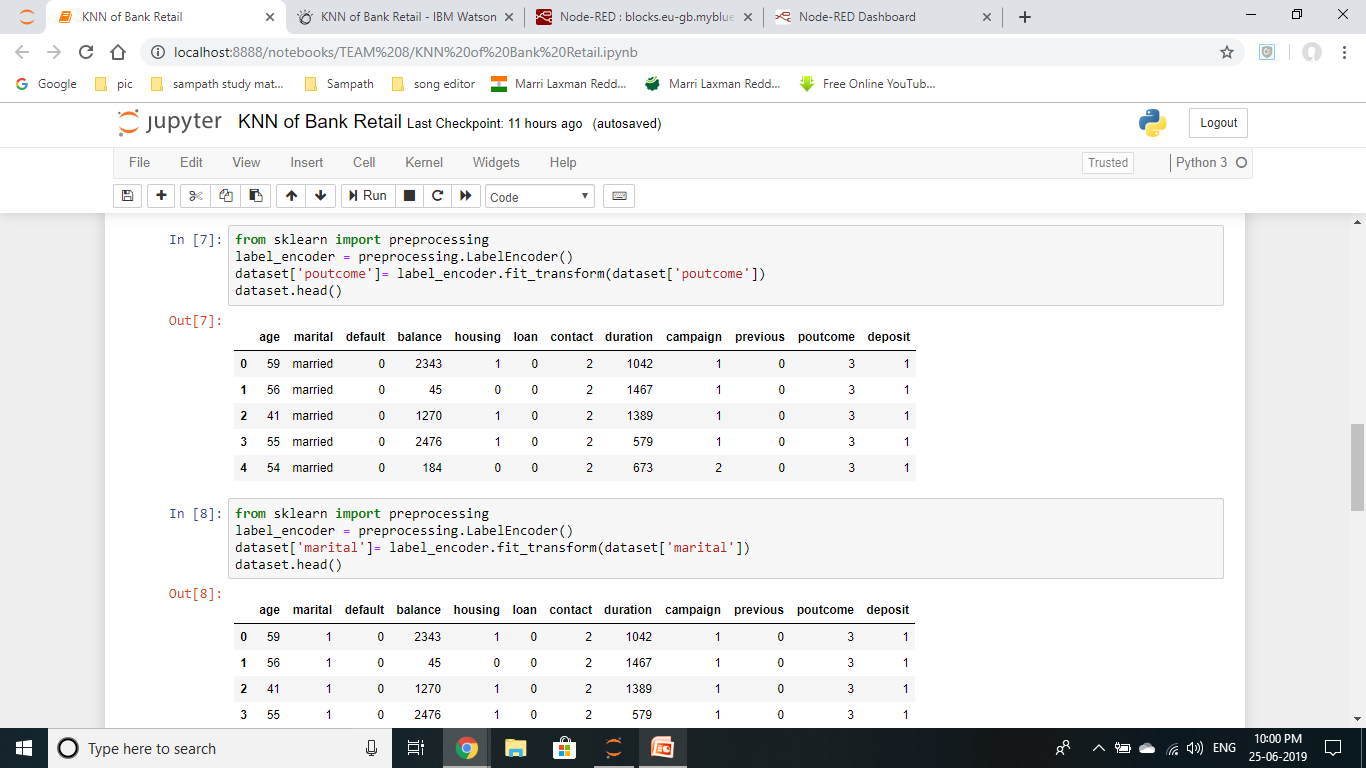 KNN of Bank Retail
KNN of Bank Retail - IBM Watson
Node-RED : blocks.eu-gb.myblue
Node-RED Dashboard
localhost:8888/notebooks/TEAM%208/KNN%20of%20Bank%20Retail.ipynb
Google pic sampath study mat... Sampath song editor Marri Laxman Redd... Marri Laxman Redd... Free Online YouTub...
jupyter KNN of Bank Retail Last Checkpoint: 11 hours ago (autosaved) Logout
File Edit View Insert Cell Kernel Widgets Help Trusted Python 3
Run Code
In [7]: from sklearn import preprocessing
label_encoder = preprocessing.LabelEncoder()
dataset['poutcome']= label_encoder.fit_transform(dataset['poutcome'])
dataset.head()
Out[7]:
age marital default balance housing loan contact duration campaign previous poutcome deposit
0 59 married 0 2343 1 0 2 1042 1 0 3 1
1 56 married 0 45 0 0 2 1467 1 0 3 1
2 41 married 0 1270 1 0 2 1389 1 0 3 1
3 55 married 0 2476 1 0 2 579 1 0 3 1
4 54 married 0 184 0 0 2 673 2 0 3 1
In [8]: from sklearn import preprocessing
label_encoder = preprocessing.LabelEncoder()
dataset['marital']= label_encoder.fit_transform(dataset['marital'])
dataset.head()
Out[8]:
age marital default balance housing loan contact duration campaign previous poutcome deposit
0 59 1 0 2343 1 0 2 1042 1 0 3 1
1 56 1 0 45 0 0 2 1467 1 0 3 1
2 41 1 0 1270 1 0 2 1389 1 0 3 1
3 55 1 0 2476 1 0 2 579 1 0 3 1
Type here to search
ENG
10:00 PM
25-06-2019